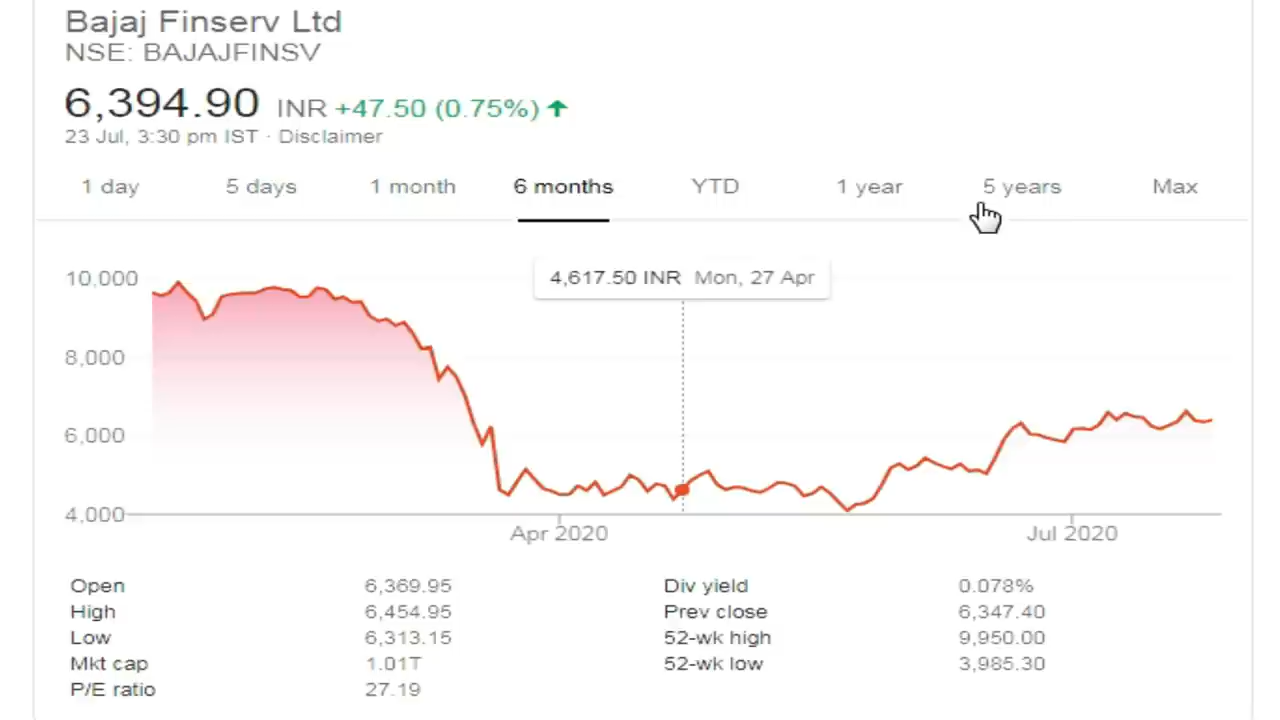 Bajaj Finserv Ltd
NSE: BAJAJFINSV
6,394.90 INR +47.50 (0.75%) ↑
23 Jul, 3:30 pm IST · Disclaimer
1 day 5 days 1 month 6 months YTD 1 year 5 years Max
4,617.50 INR Mon, 27 Apr
10,000
8,000
6,000
4,000
Apr 2020 Jul 2020
Open 6,369.95 Div yield 0.078%
High 6,454.95 Prev close 6,347.40
Low 6,313.15 52-wk high 9,950.00
Mkt cap 1.01T 52-wk low 3,985.30
P/E ratio 27.19